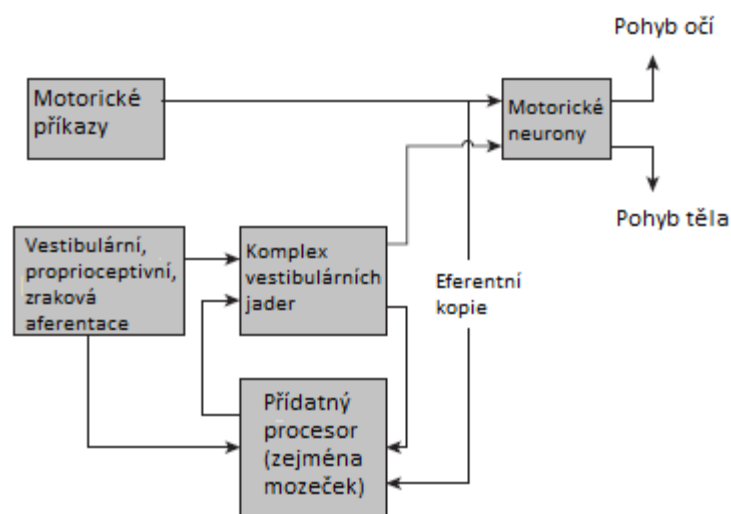 Pohyb očí
Motorické
příkazy
Motorické
neurony
Pohyb těla
Vestibulární,
proprioceptivní,
zraková
aferentace
Komplex
vestibulárních
jader
Eferentní
kopie
Přídatný
procesor
(zejména
mozeček)